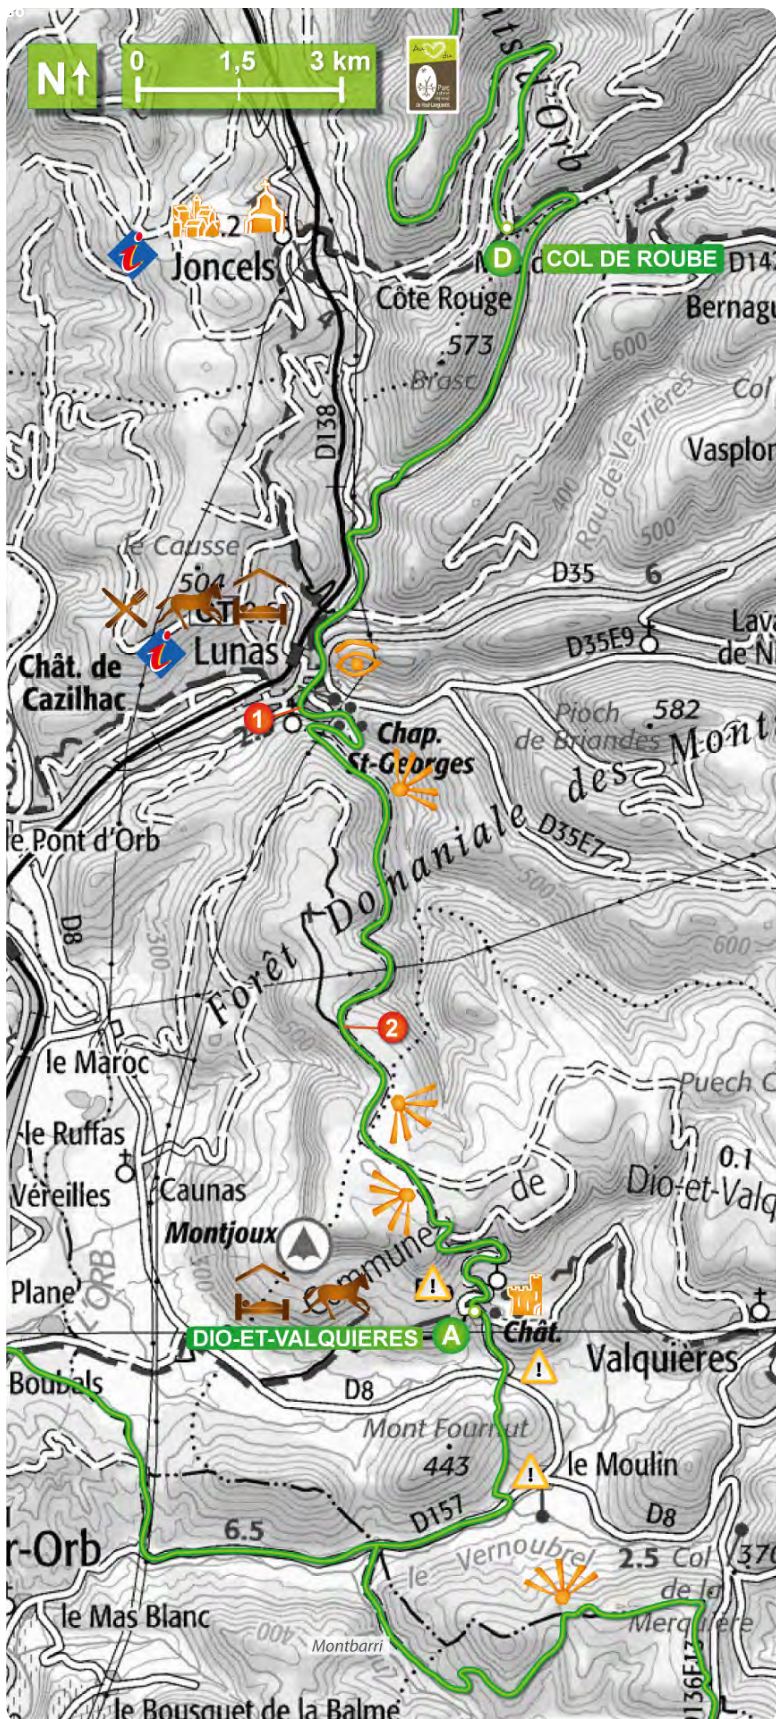 N
0 1,5 3 km
Au
du
Parc
d'Orb
.2
Joncels
D
COL DE ROUBE
Côte Rouge
.573
Brasc
600
Col
Rau de Veyrières
D138
400
500
le Causse
504
D35
6
D35E9
Lunas
Chât. de
Cazilhac
1
Pioch
de Briandes
.582
Chap.
St-Georges
des Mont
le Pont d'Orb
D35E7
Forêt Domaniale
D8
300
500
600
2
le Maroc
Puech
le Ruffas
0.1
Véreilles
Caunas
de
Dio-et-Valq
Montjoux
L'ORB
Plane
DIO-ET-VALQUIERES
A
Chât.
Valquières
Boubals
D8
Mont Fournut
443
le Moulin
D157
D8
6.5
r-Orb
le Vernoubrel
2.5
Col
de la
Merquière
370
le Mas Blanc
400
Montbarri
le Bousquet de la Balme